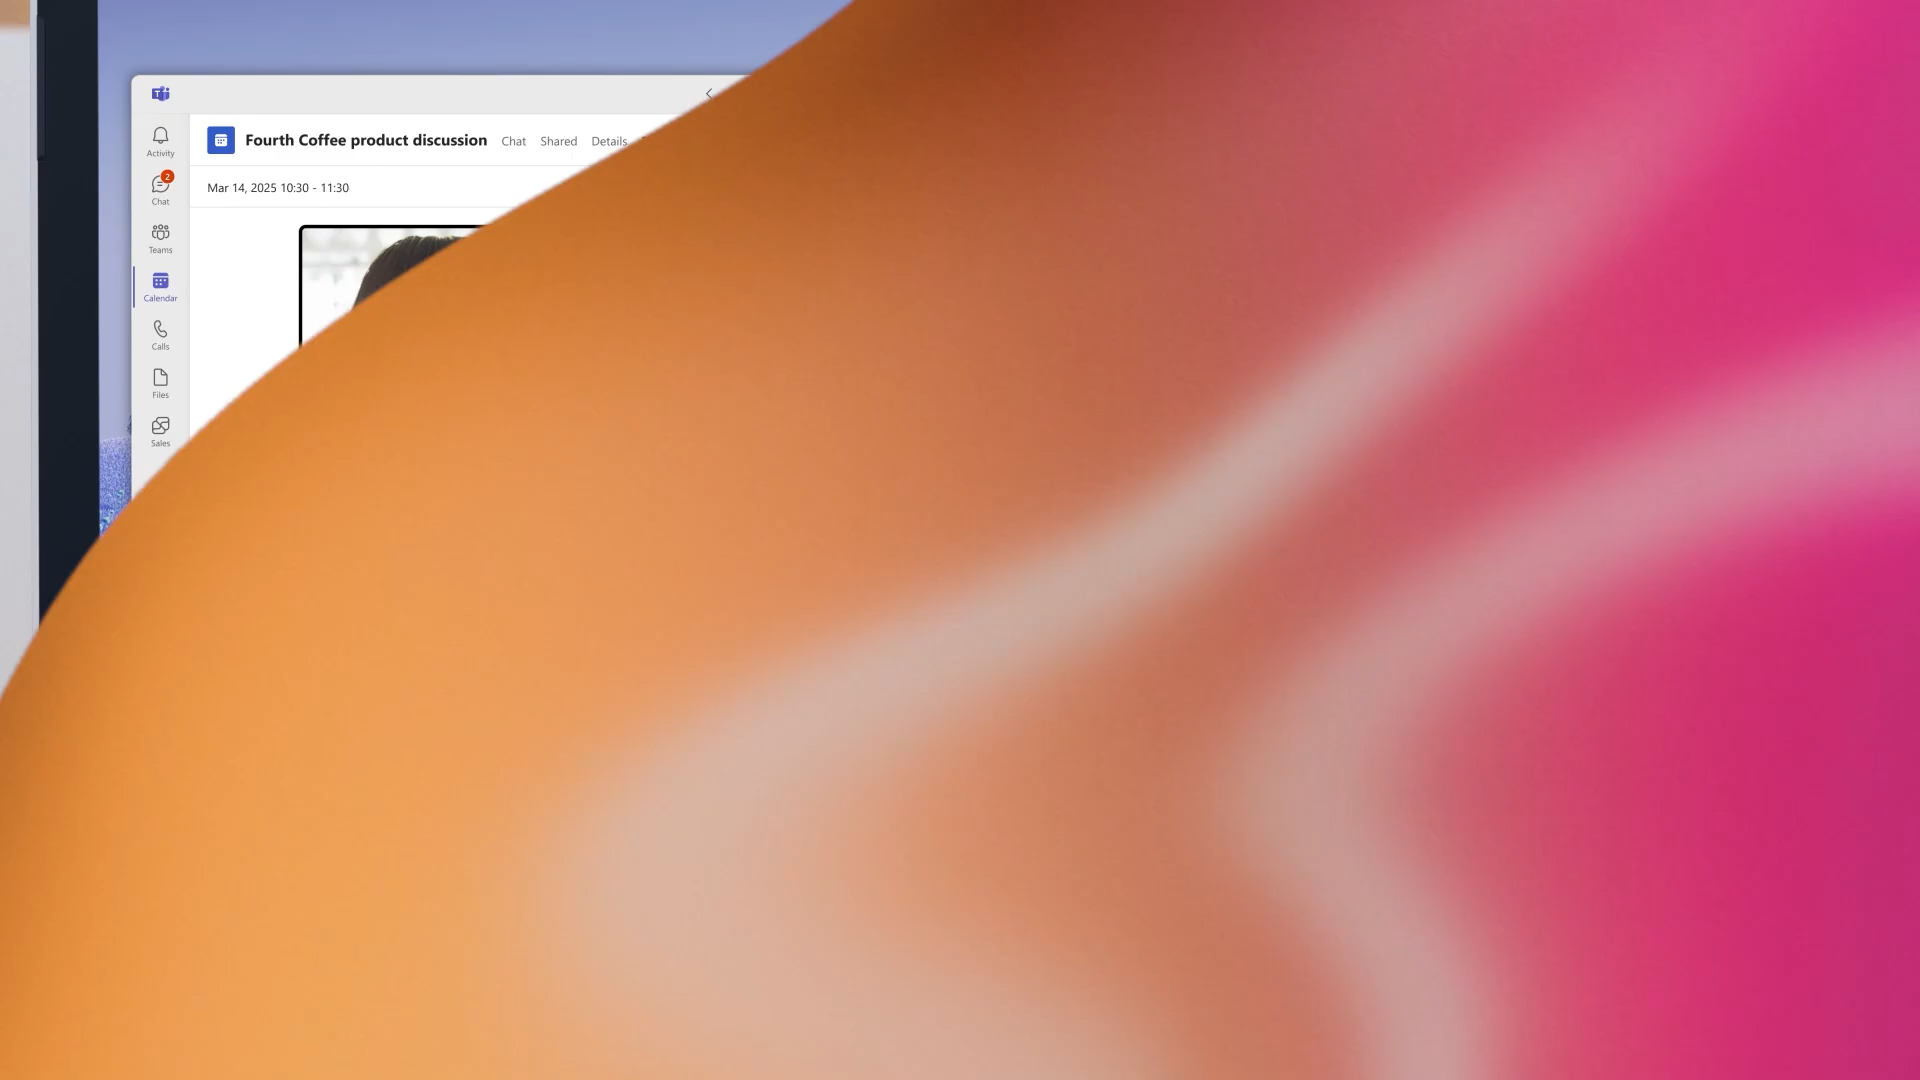 Activity
Fourth Coffee product discussion Chat Shared Details
2
Chat
Mar 14, 2025 10:30 - 11:30
Teams
Calendar
Calls
Files
Sales